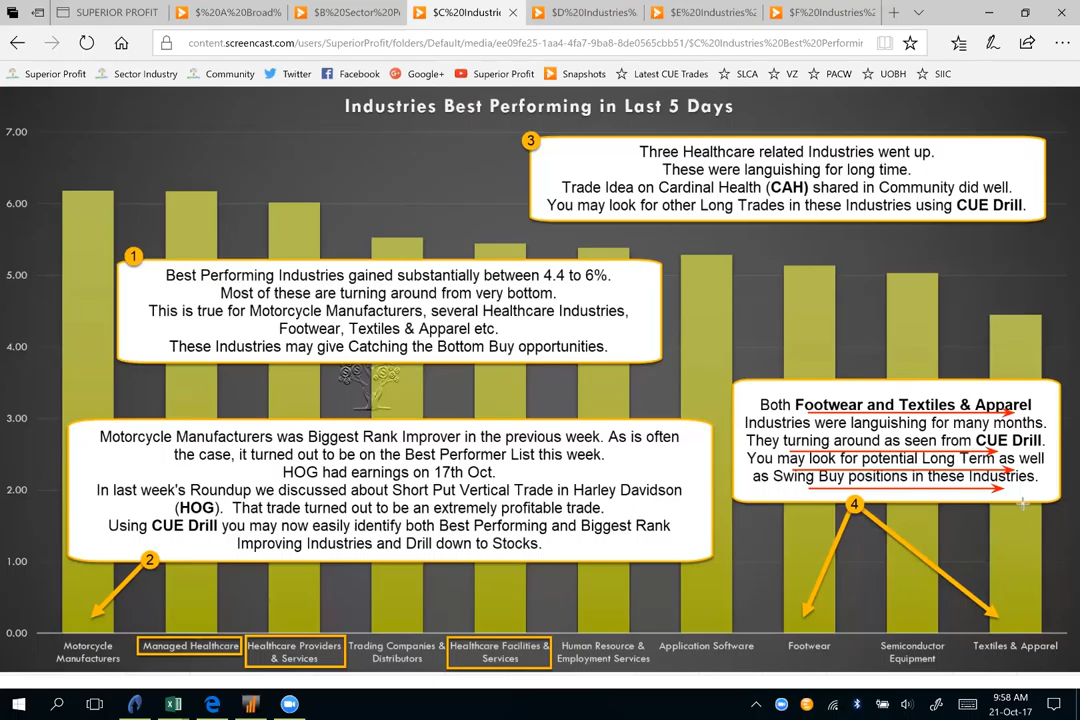 SUPERIOR PROFIT
$%20A%20Broad%
$B%20Sector%20P
$C%20Industrie
$D%20Industries%
$E%20Industries%2
$F%20Industries%2
content.screencast.com/users/SuperiorProfit/folders/Default/media/ee09fe25-1aa4-4fa7-9ba8-8de0565cbb51/$C%20Industries%20Best%20Performin
Superior Profit
Sector Industry
Community
Twitter
Facebook
Google+
Superior Profit
Snapshots
Latest CUE Trades
SLCA
VZ
PACW
UOBH
SIIC
Industries Best Performing in Last 5 Days
7.00
6.00
5.00
4.00
3.00
2.00
1.00
0.00
3
Three Healthcare related Industries went up.
These were languishing for long time.
Trade Idea on Cardinal Health (CAH) shared in Community did well.
You may look for other Long Trades in these Industries using CUE Drill.
1
Best Performing Industries gained substantially between 4.4 to 6%.
Most of these are turning around from very bottom.
This is true for Motorcycle Manufacturers, several Healthcare Industries,
Footwear, Textiles & Apparel etc.
These Industries may give Catching the Bottom Buy opportunities.
Motorcycle Manufacturers was Biggest Rank Improver in the previous week. As is often
the case, it turned out to be on the Best Performer List this week.
HOG had earnings on 17th Oct.
In last week's Roundup we discussed about Short Put Vertical Trade in Harley Davidson
(HOG). That trade turned out to be an extremely profitable trade.
Using CUE Drill you may now easily identify both Best Performing and Biggest Rank
Improving Industries and Drill down to Stocks.
2
Both Footwear and Textiles & Apparel
Industries were languishing for many months.
They turning around as seen from CUE Drill.
You may look for potential Long Term as well
as Swing Buy positions in these Industries.
4
Motorcycle
Manufacturers
Managed Healthcare
Healthcare Providers
& Services
Trading Companies &
Distributors
Healthcare Facilities &
Services
Human Resource &
Employment Services
Application Software
Footwear
Semiconductor
Equipment
Textiles & Apparel
9:58 AM
21-Oct-17